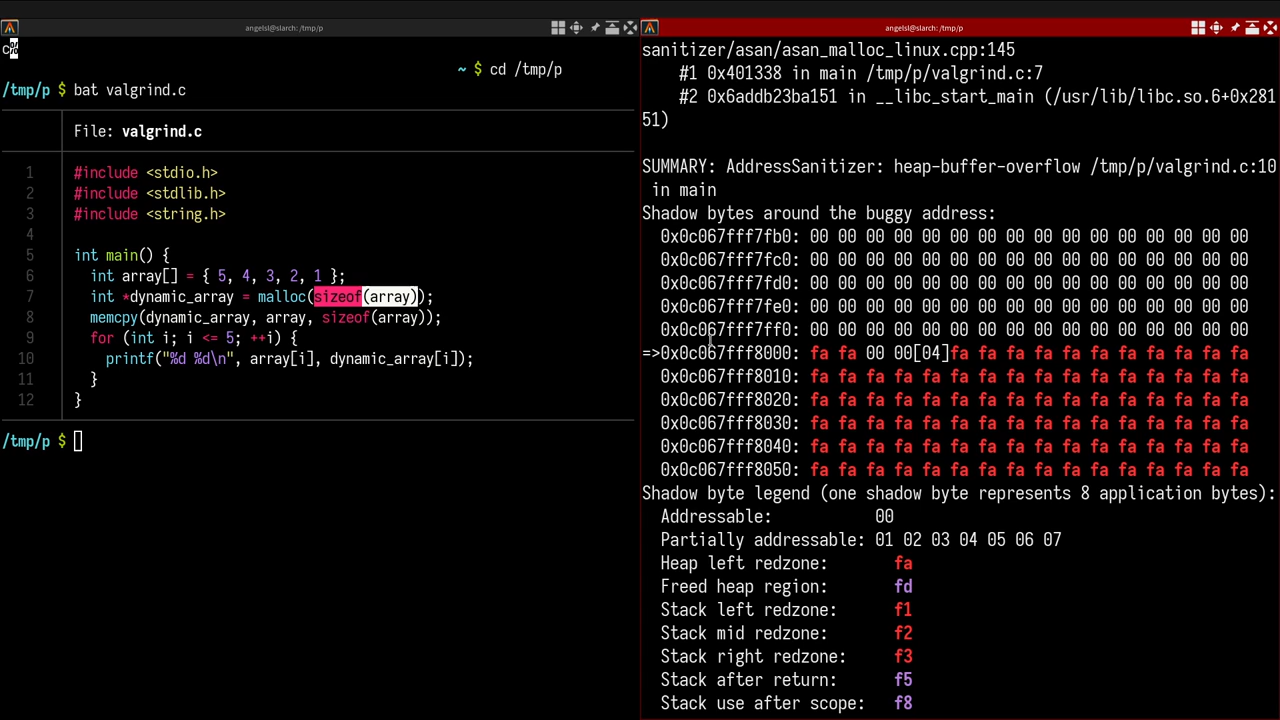 angelsl@slarch: /tmp/p
~ $ cd /tmp/p
/tmp/p $ bat valgrind.c
File: valgrind.c
1 #include <stdio.h>
2 #include <stdlib.h>
3 #include <string.h>
4
5 int main() {
6 int array[] = { 5, 4, 3, 2, 1 };
7 int *dynamic_array = malloc(sizeof(array));
8 memcpy(dynamic_array, array, sizeof(array));
9 for (int i; i <= 5; ++i) {
10 printf("%d %d\n", array[i], dynamic_array[i]);
11 }
12 }
/tmp/p $
angelsl@slarch: /tmp/p
sanitizer/asan/asan_malloc_linux.cpp:145
#1 0x401338 in main /tmp/p/valgrind.c:7
#2 0x6addb23ba151 in __libc_start_main (/usr/lib/libc.so.6+0x281
51)
SUMMARY: AddressSanitizer: heap-buffer-overflow /tmp/p/valgrind.c:10
in main
Shadow bytes around the buggy address:
0x0c067fff7fb0: 00 00 00 00 00 00 00 00 00 00 00 00 00 00 00 00
0x0c067fff7fc0: 00 00 00 00 00 00 00 00 00 00 00 00 00 00 00 00
0x0c067fff7fd0: 00 00 00 00 00 00 00 00 00 00 00 00 00 00 00 00
0x0c067fff7fe0: 00 00 00 00 00 00 00 00 00 00 00 00 00 00 00 00
0x0c067fff7ff0: 00 00 00 00 00 00 00 00 00 00 00 00 00 00 00 00
=>0x0c067fff8000: fa fa 00 00[04]fa fa fa fa fa fa fa fa fa fa fa
0x0c067fff8010: fa fa fa fa fa fa fa fa fa fa fa fa fa fa fa fa
0x0c067fff8020: fa fa fa fa fa fa fa fa fa fa fa fa fa fa fa fa
0x0c067fff8030: fa fa fa fa fa fa fa fa fa fa fa fa fa fa fa fa
0x0c067fff8040: fa fa fa fa fa fa fa fa fa fa fa fa fa fa fa fa
0x0c067fff8050: fa fa fa fa fa fa fa fa fa fa fa fa fa fa fa fa
Shadow byte legend (one shadow byte represents 8 application bytes):
Addressable: 00
Partially addressable: 01 02 03 04 05 06 07
Heap left redzone: fa
Freed heap region: fd
Stack left redzone: f1
Stack mid redzone: f2
Stack right redzone: f3
Stack after return: f5
Stack use after scope: f8